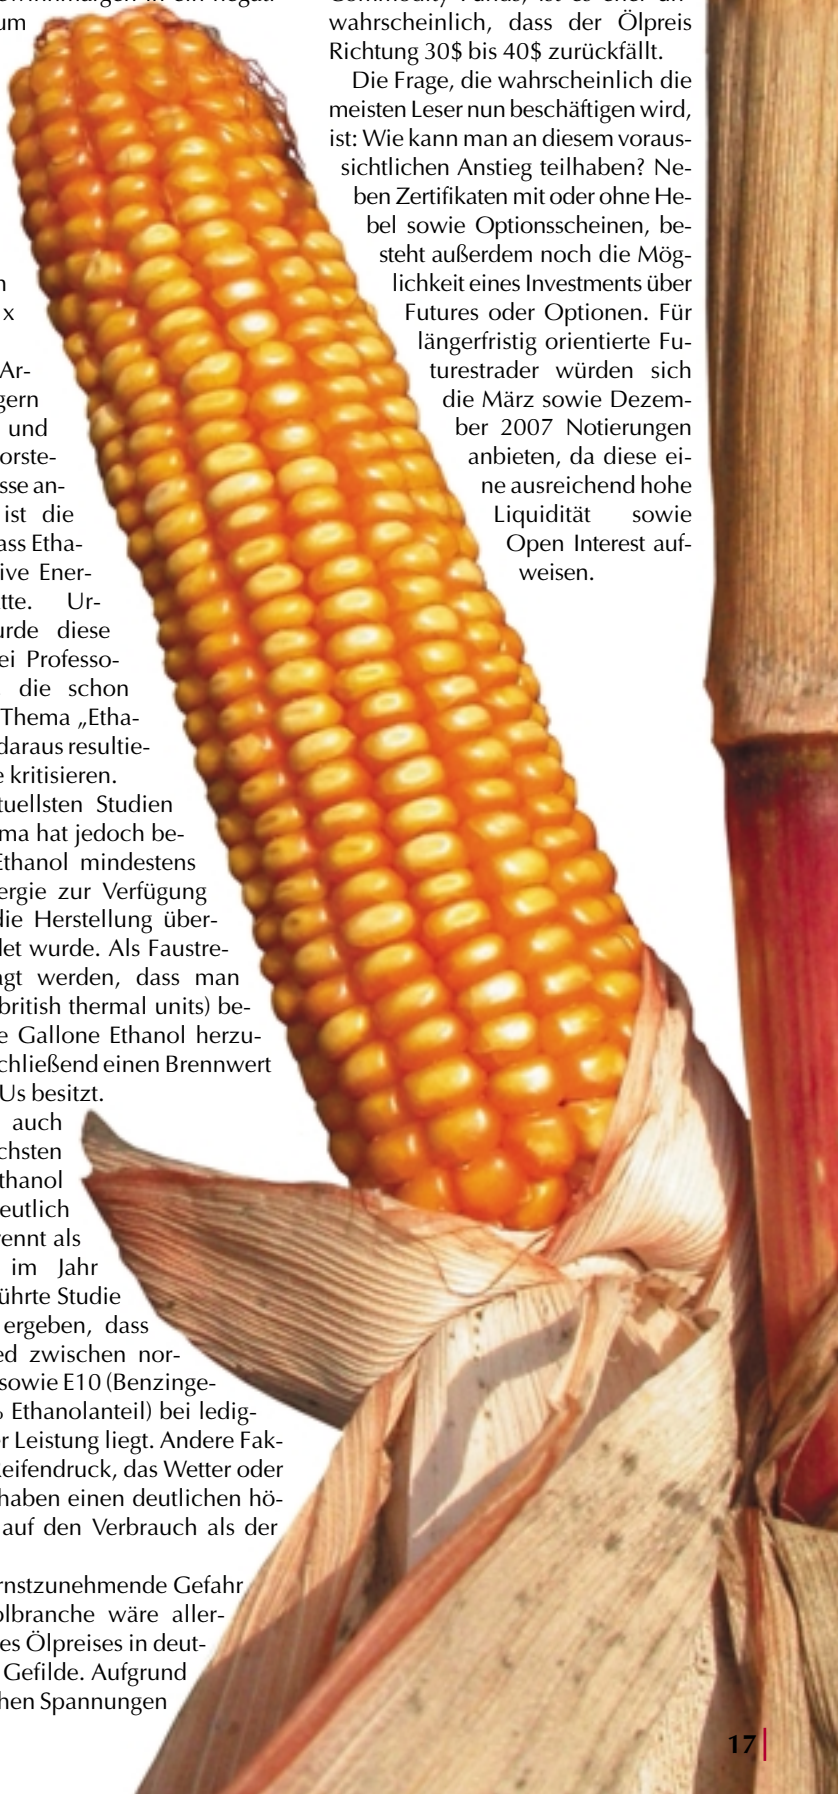 um
n
x
Ar-
gern
und
orste-
sse an-
ist die
ass Etha-
ive Ener-
tte. Ur-
urde diese
ei Professo-
die schon
Thema „Etha-
daraus resultie-
e kritisieren.
tuellsten Studien
ma hat jedoch be-
Ethanol mindestens
ergie zur Verfügung
die Herstellung über-
det wurde. Als Faustre-
agt werden, dass man
british thermal units) be-
e Gallone Ethanol herzu-
chließend einen Brennwert
Us besitzt.
auch
chsten
thanol
eutlich
ennt als
im Jahr
ührte Studie
ergeben, dass
ed zwischen nor-
sowie E10 (Benzinge-
% Ethanolanteil) bei ledig-
r Leistung liegt. Andere Fak-
Reifendruck, das Wetter oder
haben einen deutlichen hö-
auf den Verbrauch als der
rnstzunehmende Gefahr
olbranche wäre aller-
es Ölpreises in deut-
Gefilde. Aufgrund
hen Spannungen
wahrscheinlich, dass der Ölpreis
Richtung 30$ bis 40$ zurückfällt.
Die Frage, die wahrscheinlich die
meisten Leser nun beschäftigen wird,
ist: Wie kann man an diesem voraus-
sichtlichen Anstieg teilhaben? Ne-
ben Zertifikaten mit oder ohne He-
bel sowie Optionsscheinen, be-
steht außerdem noch die Mög-
lichkeit eines Investments über
Futures oder Optionen. Für
längerfristig orientierte Fu-
turestrader würden sich
die März sowie Dezem-
ber 2007 Notierungen
anbieten, da diese ei-
ne ausreichend hohe
Liquidität sowie
Open Interest auf-
weisen.
17